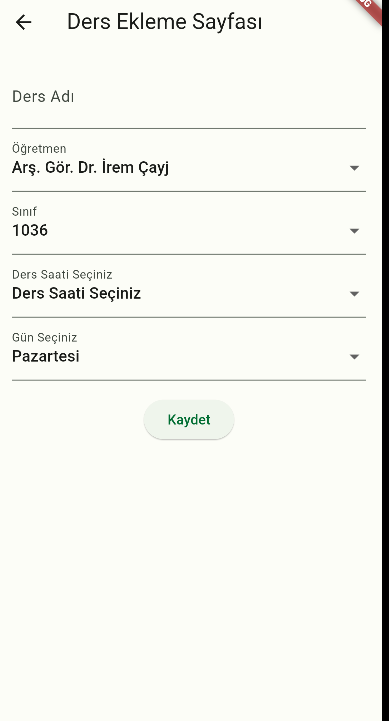 Ders Ekleme Sayfası
Ders Adı
Öğretmen
Arş. Gör. Dr. İrem Çayj
Sınıf
1036
Ders Saati Seçiniz
Ders Saati Seçiniz
Gün Seçiniz
Pazartesi
Kaydet